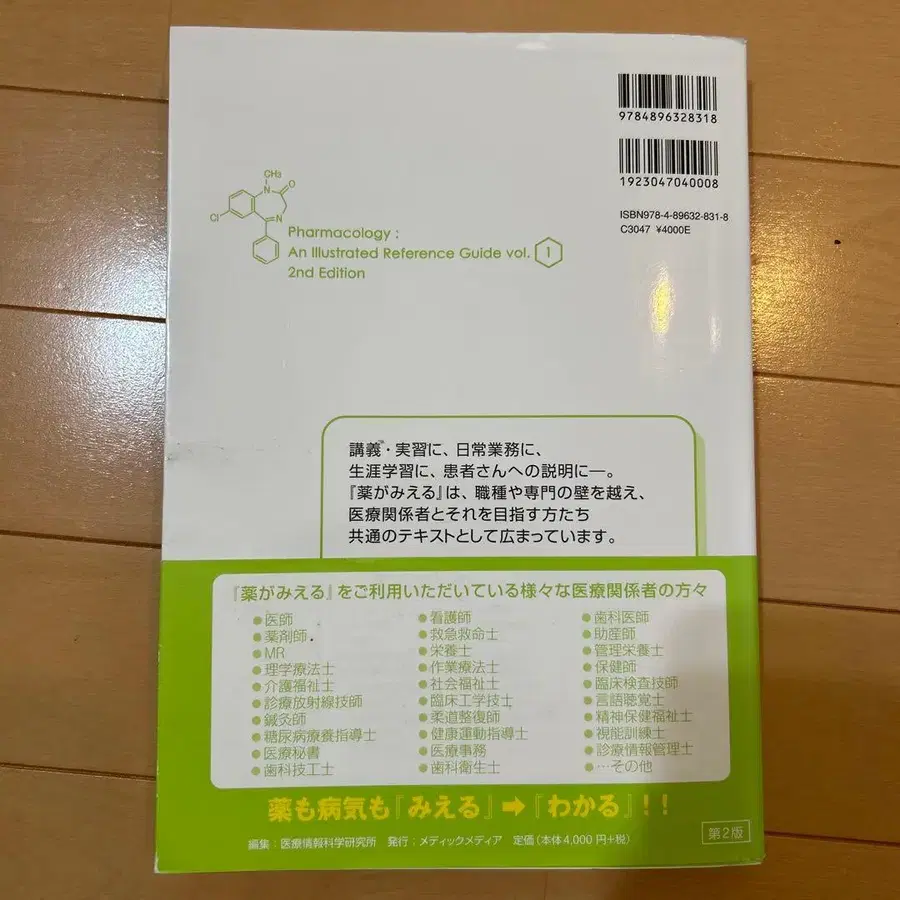 9784896328318
1923047040008
ISBN978-4-89632-831-8
C3047 ¥4000E
CH₃
N
O
Cl
N
Pharmacology :
An Illustrated Reference Guide vol. 1
2nd Edition
講義・実習に、日常業務に、
生涯学習に、患者さんへの説明に―。
『薬がみえる』は、職種や専門の壁を越え、
医療関係者とそれを目指す方たち
共通のテキストとして広まっています。
『薬がみえる』をご利用いただいている様々な医療関係者の方々
●医師
●薬剤師
●MR
●理学療法士
●介護福祉士
●診療放射線技師
●鍼灸師
●糖尿病療養指導士
●医療秘書
●歯科技工士
●看護師
●救急救命士
●栄養士
●作業療法士
●社会福祉士
●臨床工学技士
●柔道整復師
●健康運動指導士
●医療事務
●歯科衛生士
●歯科医師
●助産師
●管理栄養士
●保健師
●臨床検査技師
●言語聴覚士
●精神保健福祉士
●視能訓練士
●診療情報管理士
●…その他
薬も病気も『みえる』➡『わかる』!!
編集：医療情報科学研究所 発行：メディックメディア 定価（本体4,000円+税）
第2版